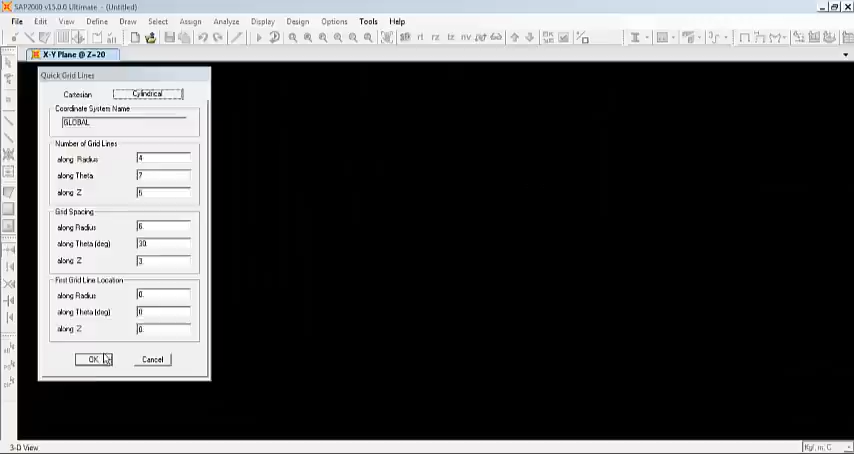 SAP2000 v15.0.0 Ultimate - (Untitled)
File Edit View Define Draw Select Assign Analyze Display Design Options Tools Help
X-Y Plane @ Z=20
Quick Grid Lines
Cartesian Cylindrical
Coordinate System Name
GLOBAL
Number of Grid Lines
along Radius 4
along Theta 7
along Z 5
Grid Spacing
along Radius 6.
along Theta (deg) 30.
along Z 3.
First Grid Line Location
along Radius 0.
along Theta (deg) 0
along Z 0.
OK Cancel
3-D View
Kgf, m, C